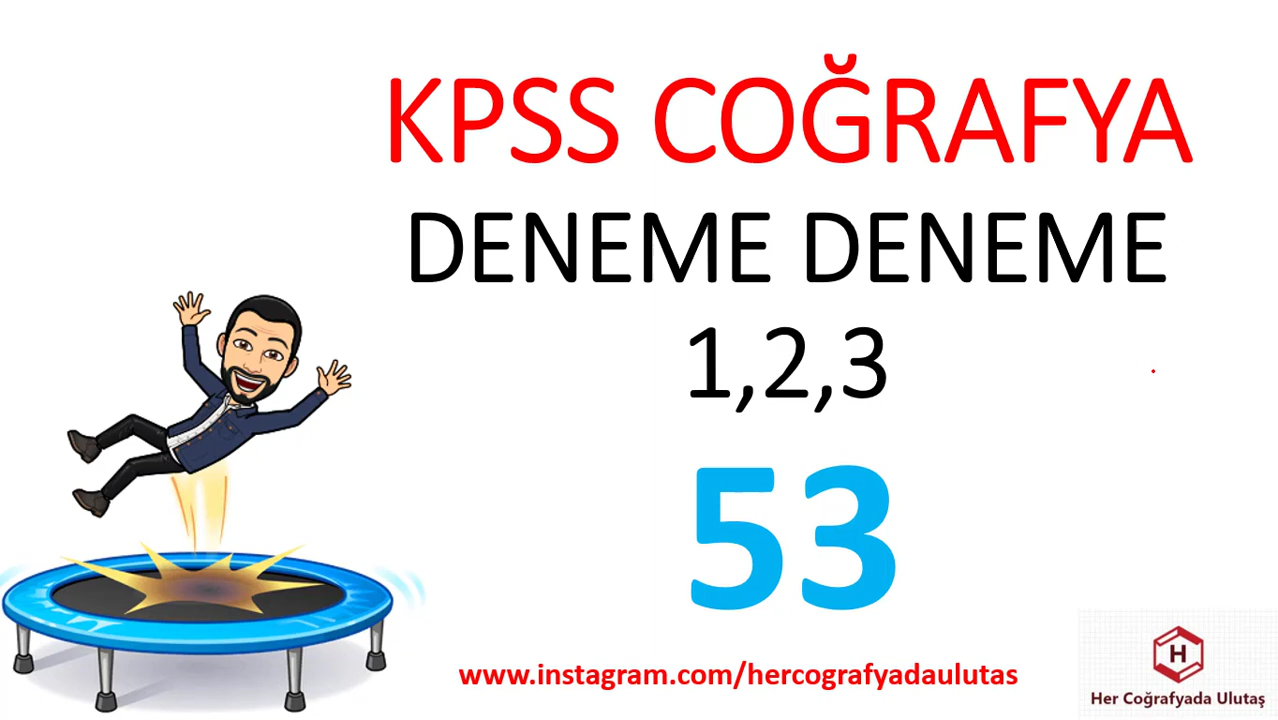 KPSS COĞRAFYA
DENEME DENEME
1,2,3
53
www.instagram.com/hercografyadaulutas
H
Her Coğrafyada Ulutaş